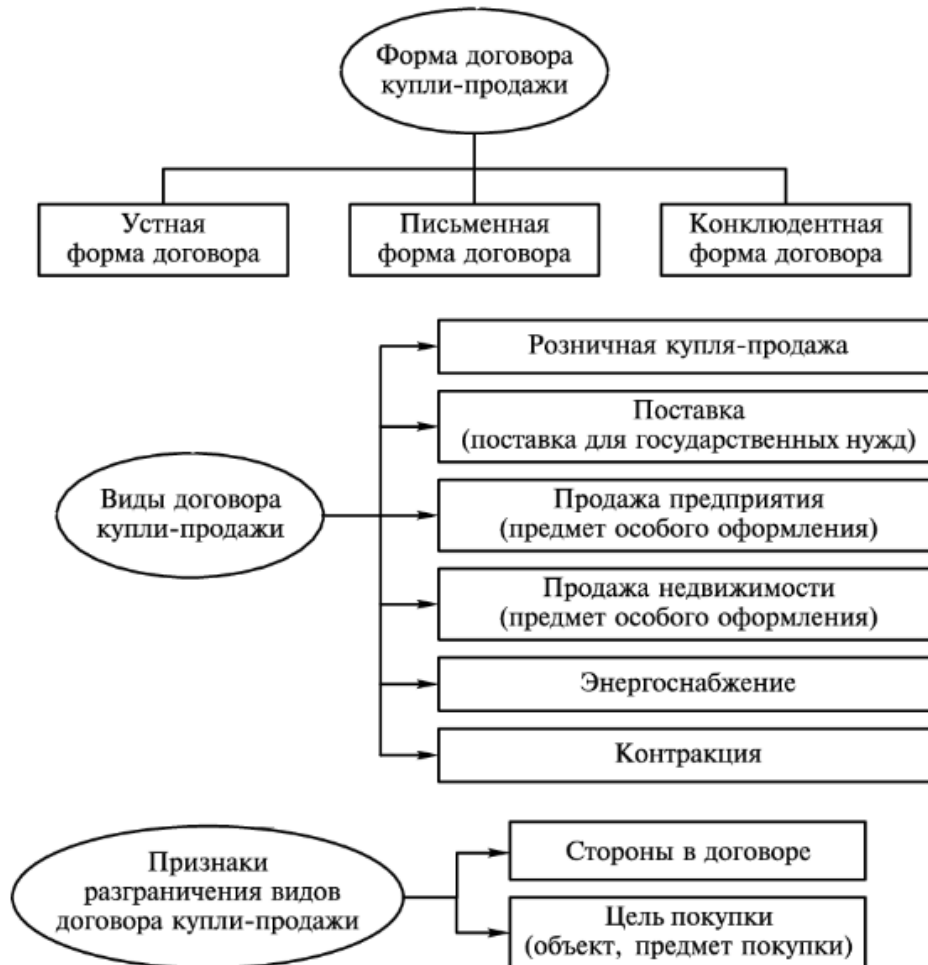 Форма договора
купли-продажи
Устная
форма договора
Письменная
форма договора
Конклюдентная
форма договора
Розничная купля-продажа
Поставка
(поставка для государственных нужд)
Виды договора
купли-продажи
Продажа предприятия
(предмет особого оформления)
Продажа недвижимости
(предмет особого оформления)
Энергоснабжение
Контракция
Признаки
разграничения видов
договора купли-продажи
Стороны в договоре
Цель покупки
(объект, предмет покупки)